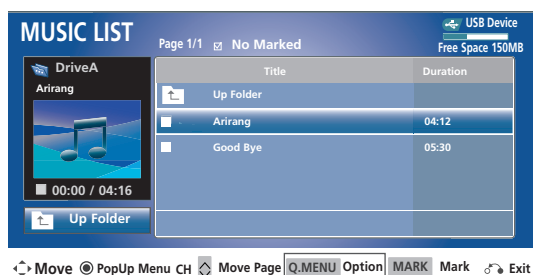 MUSIC LIST
Page 1/1 No Marked
USB Device
Free Space 150MB
DriveA
Arirang
00:00 / 04:16
Up Folder
Title Duration
Up Folder
Arirang 04:12
Good Bye 05:30
Move PopUp Menu CH Move Page Q.MENU Option MARK Mark Exit